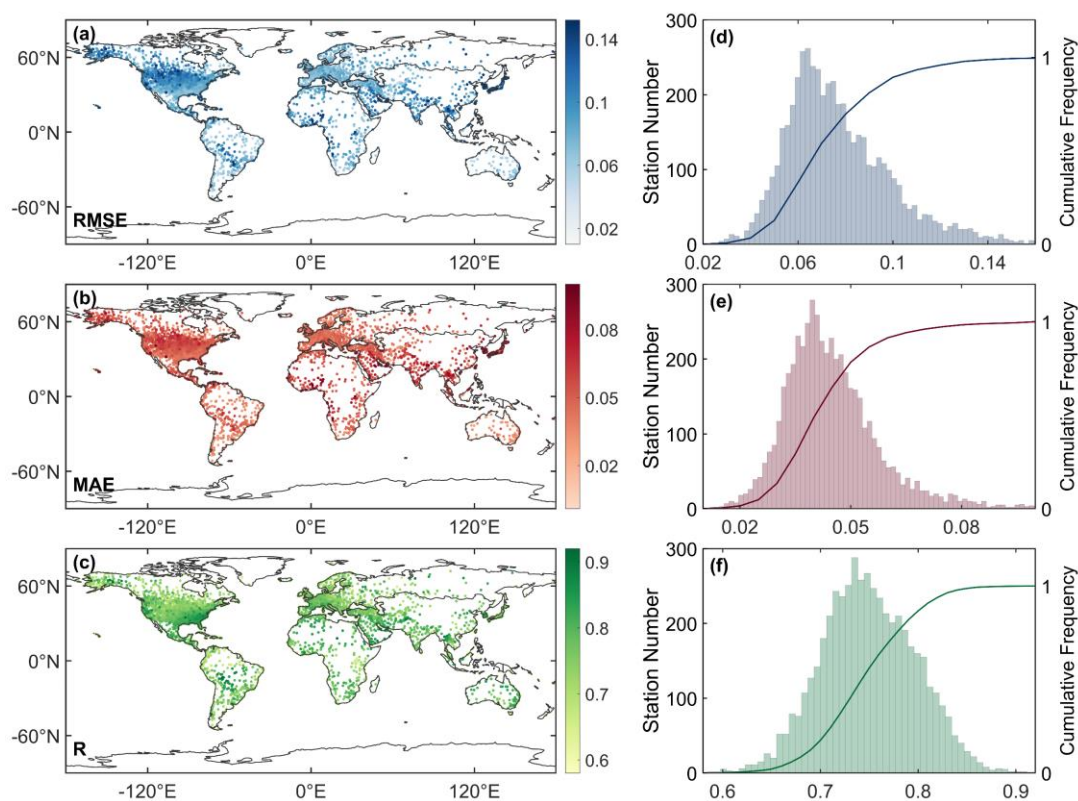 (a)
60°N
0°N
-60°N
RMSE
-120°E
0°E
120°E
0.14
0.11
0.08
0.05
0.02
(d)
300
200
100
0
Station Number
1
0
Cumulative Frequency
0.02
0.06
0.1
0.14
(b)
60°N
0°N
-60°N
MAE
-120°E
0°E
120°E
0.08
0.05
0.02
(e)
300
200
100
0
Station Number
1
0
Cumulative Frequency
0.02
0.05
0.08
(c)
60°N
0°N
-60°N
R
-120°E
0°E
120°E
0.9
0.8
0.7
0.6
(f)
300
200
100
0
Station Number
1
0
Cumulative Frequency
0.6
0.7
0.8
0.9